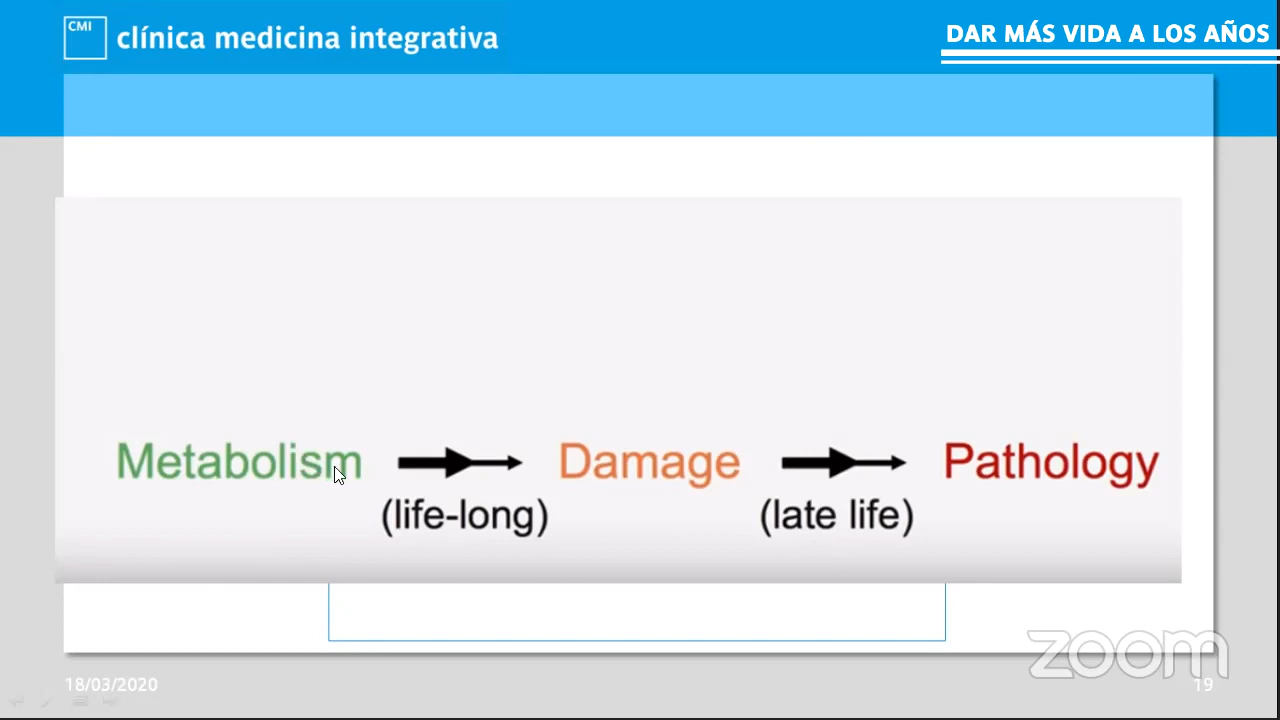 CMI
clínica medicina integrativa
DAR MÁS VIDA A LOS AÑOS
Metabolism
Damage
Pathology
(life-long)
(late life)
zoom
18/03/2020
19